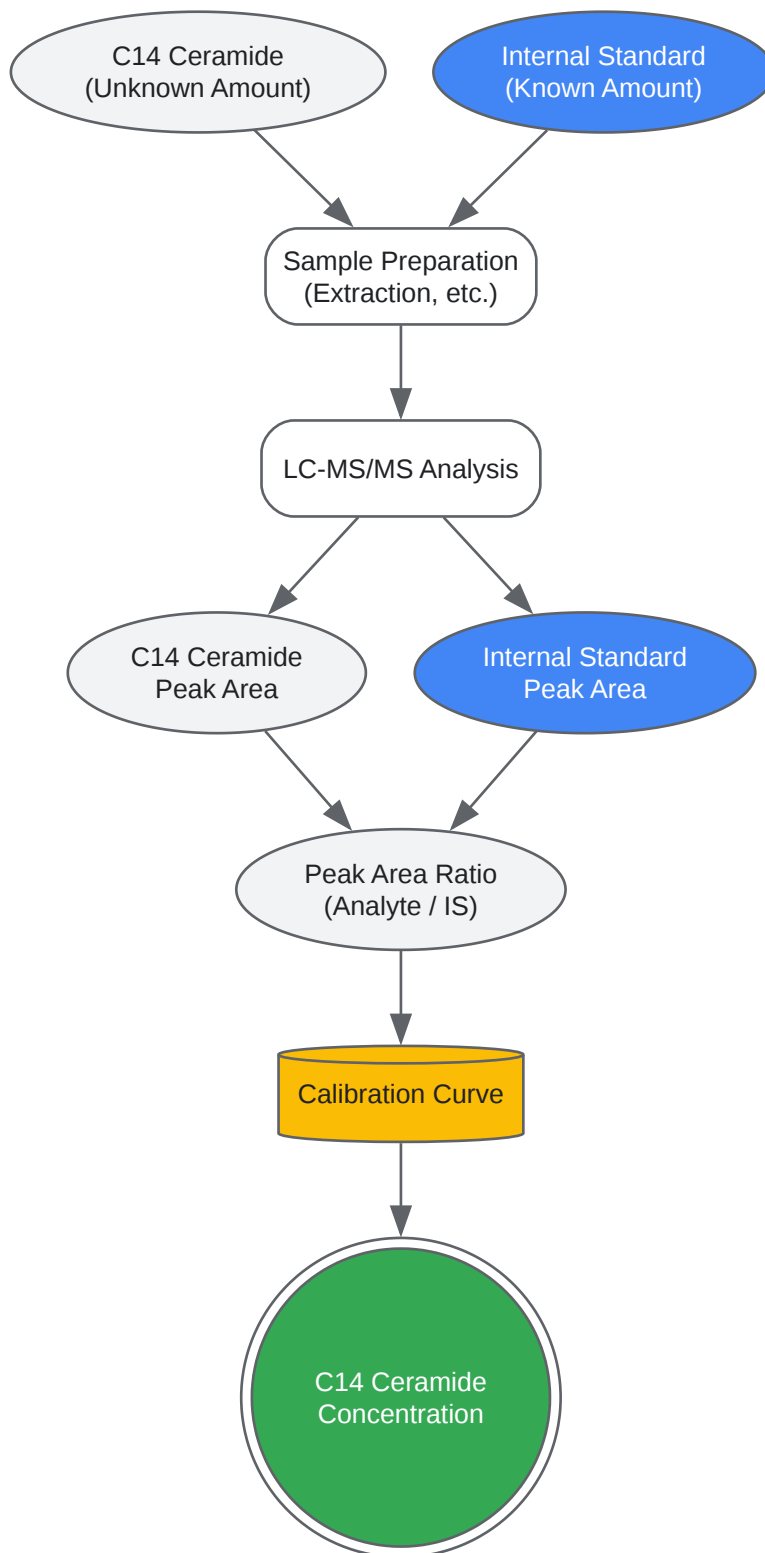 C14 Ceramide
(Unknown Amount)
Internal Standard
(Known Amount)
Sample Preparation
(Extraction, etc.)
LC-MS/MS Analysis
C14 Ceramide
Peak Area
Internal Standard
Peak Area
Peak Area Ratio
(Analyte / IS)
Calibration Curve
C14 Ceramide
Concentration